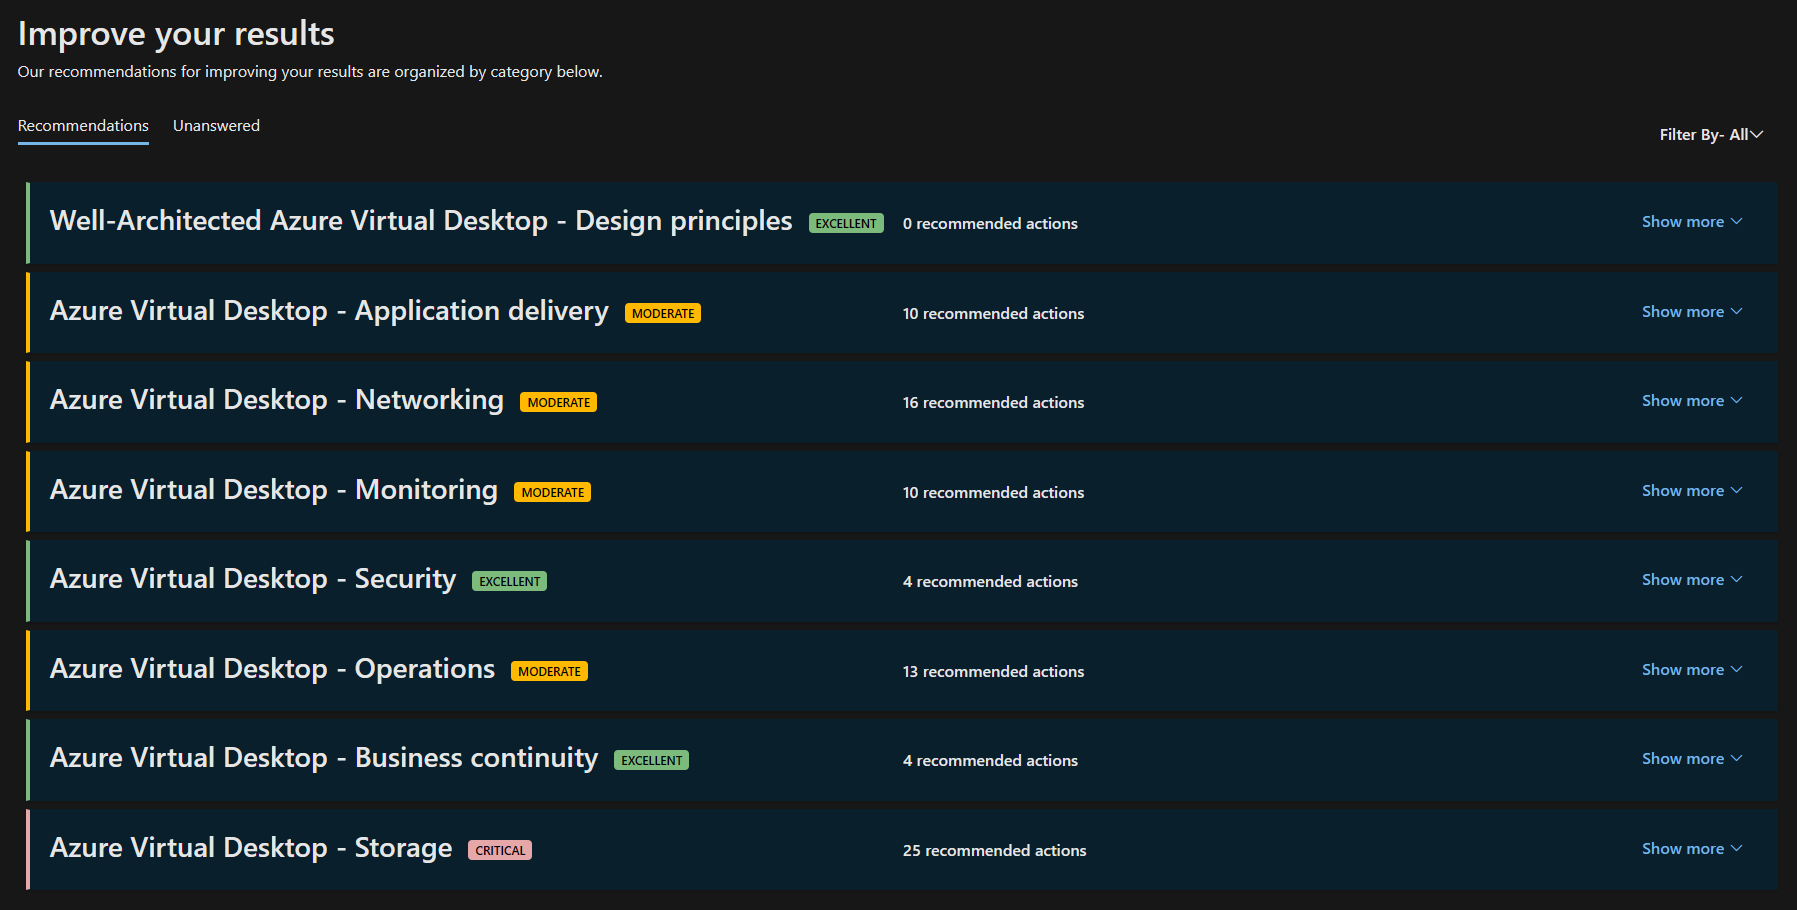 Improve your results
Our recommendations for improving your results are organized by category below.
Recommendations Unanswered
Filter By- All
Well-Architected Azure Virtual Desktop - Design principles EXCELLENT 0 recommended actions Show more
Azure Virtual Desktop - Application delivery MODERATE 10 recommended actions Show more
Azure Virtual Desktop - Networking MODERATE 16 recommended actions Show more
Azure Virtual Desktop - Monitoring MODERATE 10 recommended actions Show more
Azure Virtual Desktop - Security EXCELLENT 4 recommended actions Show more
Azure Virtual Desktop - Operations MODERATE 13 recommended actions Show more
Azure Virtual Desktop - Business continuity EXCELLENT 4 recommended actions Show more
Azure Virtual Desktop - Storage CRITICAL 25 recommended actions Show more